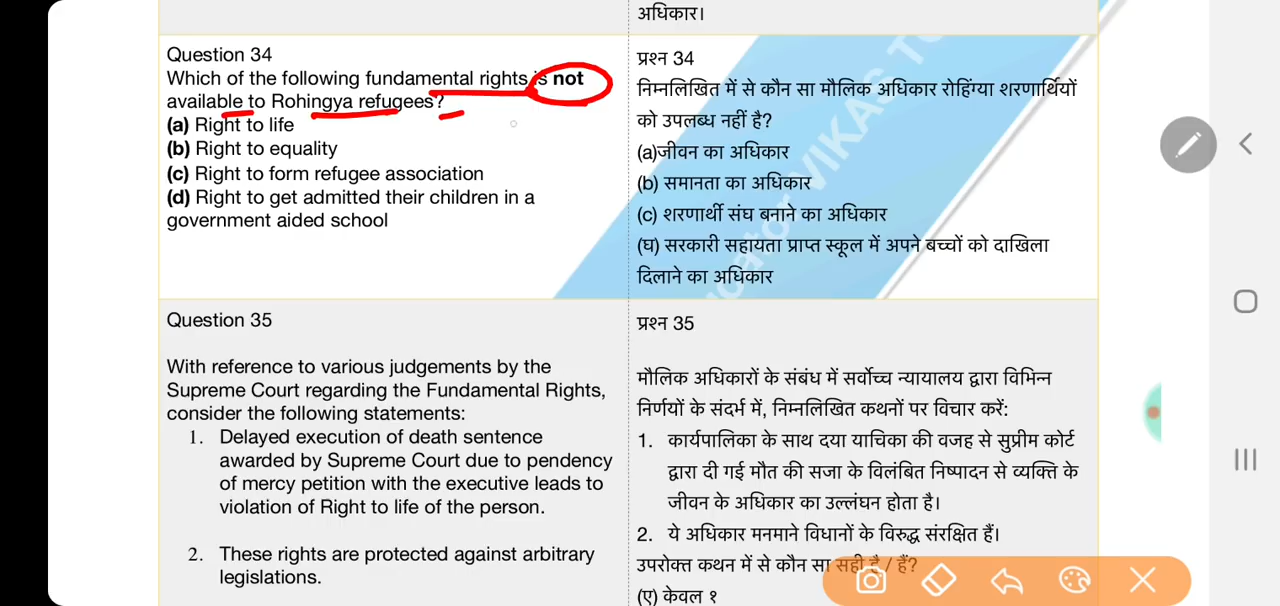 अधिकार।
Question 34
Which of the following fundamental rights is not
available to Rohingya refugees?
(a) Right to life
(b) Right to equality
(c) Right to form refugee association
(d) Right to get admitted their children in a
government aided school
प्रश्न 34
निम्नलिखित में से कौन सा मौलिक अधिकार रोहिंग्या शरणार्थियों
को उपलब्ध नहीं है?
(a)जीवन का अधिकार
(b) समानता का अधिकार
(c) शरणार्थी संघ बनाने का अधिकार
(घ) सरकारी सहायता प्राप्त स्कूल में अपने बच्चों को दाखिला
दिलाने का अधिकार
Question 35
With reference to various judgements by the
Supreme Court regarding the Fundamental Rights,
consider the following statements:
1. Delayed execution of death sentence
awarded by Supreme Court due to pendency
of mercy petition with the executive leads to
violation of Right to life of the person.
2. These rights are protected against arbitrary
legislations.
प्रश्न 35
मौलिक अधिकारों के संबंध में सर्वोच्च न्यायालय द्वारा विभिन्न
निर्णयों के संदर्भ में, निम्नलिखित कथनों पर विचार करें:
1. कार्यपालिका के साथ दया याचिका की वजह से सुप्रीम कोर्ट
द्वारा दी गई मौत की सजा के विलंबित निष्पादन से व्यक्ति के
जीवन के अधिकार का उल्लंघन होता है।
2. ये अधिकार मनमाने विधानों के विरुद्ध संरक्षित हैं।
उपरोक्त कथन में से कौन सा सही है / हैं?
(ए) केवल १
VIKAS